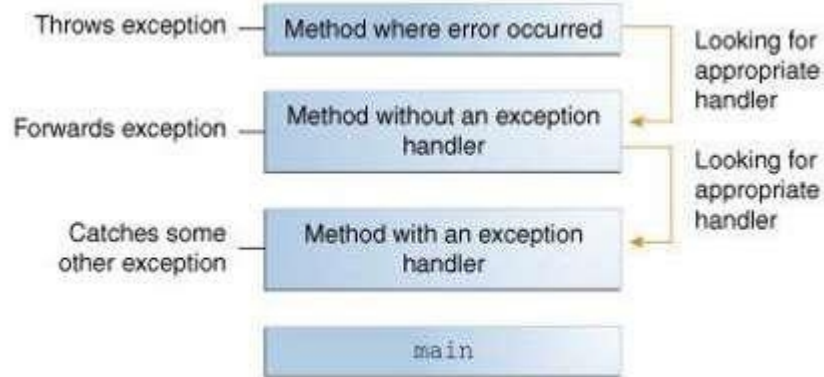 Throws exception
Method where error occurred
Looking for
appropriate
handler
Forwards exception
Method without an exception
handler
Looking for
appropriate
handler
Catches some
other exception
Method with an exception
handler
main